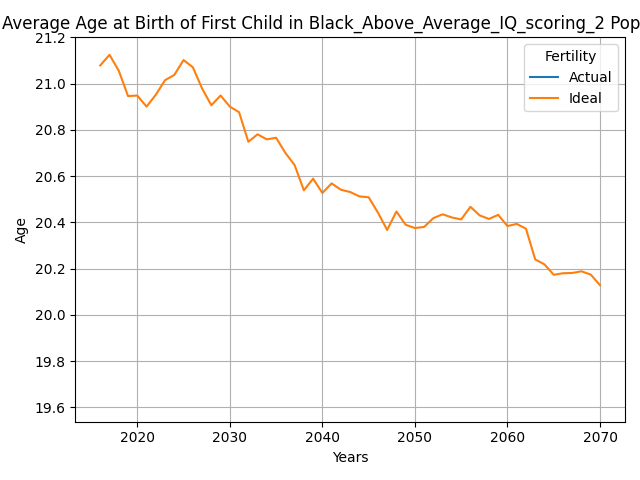 Average Age at Birth of First Child in Black_Above_Average_IQ_scoring_2 Pop
21.2
21.0
20.8
20.6
20.4
20.2
20.0
19.8
19.6
Age
Fertility
Actual
Ideal
2020 2030 2040 2050 2060 2070
Years